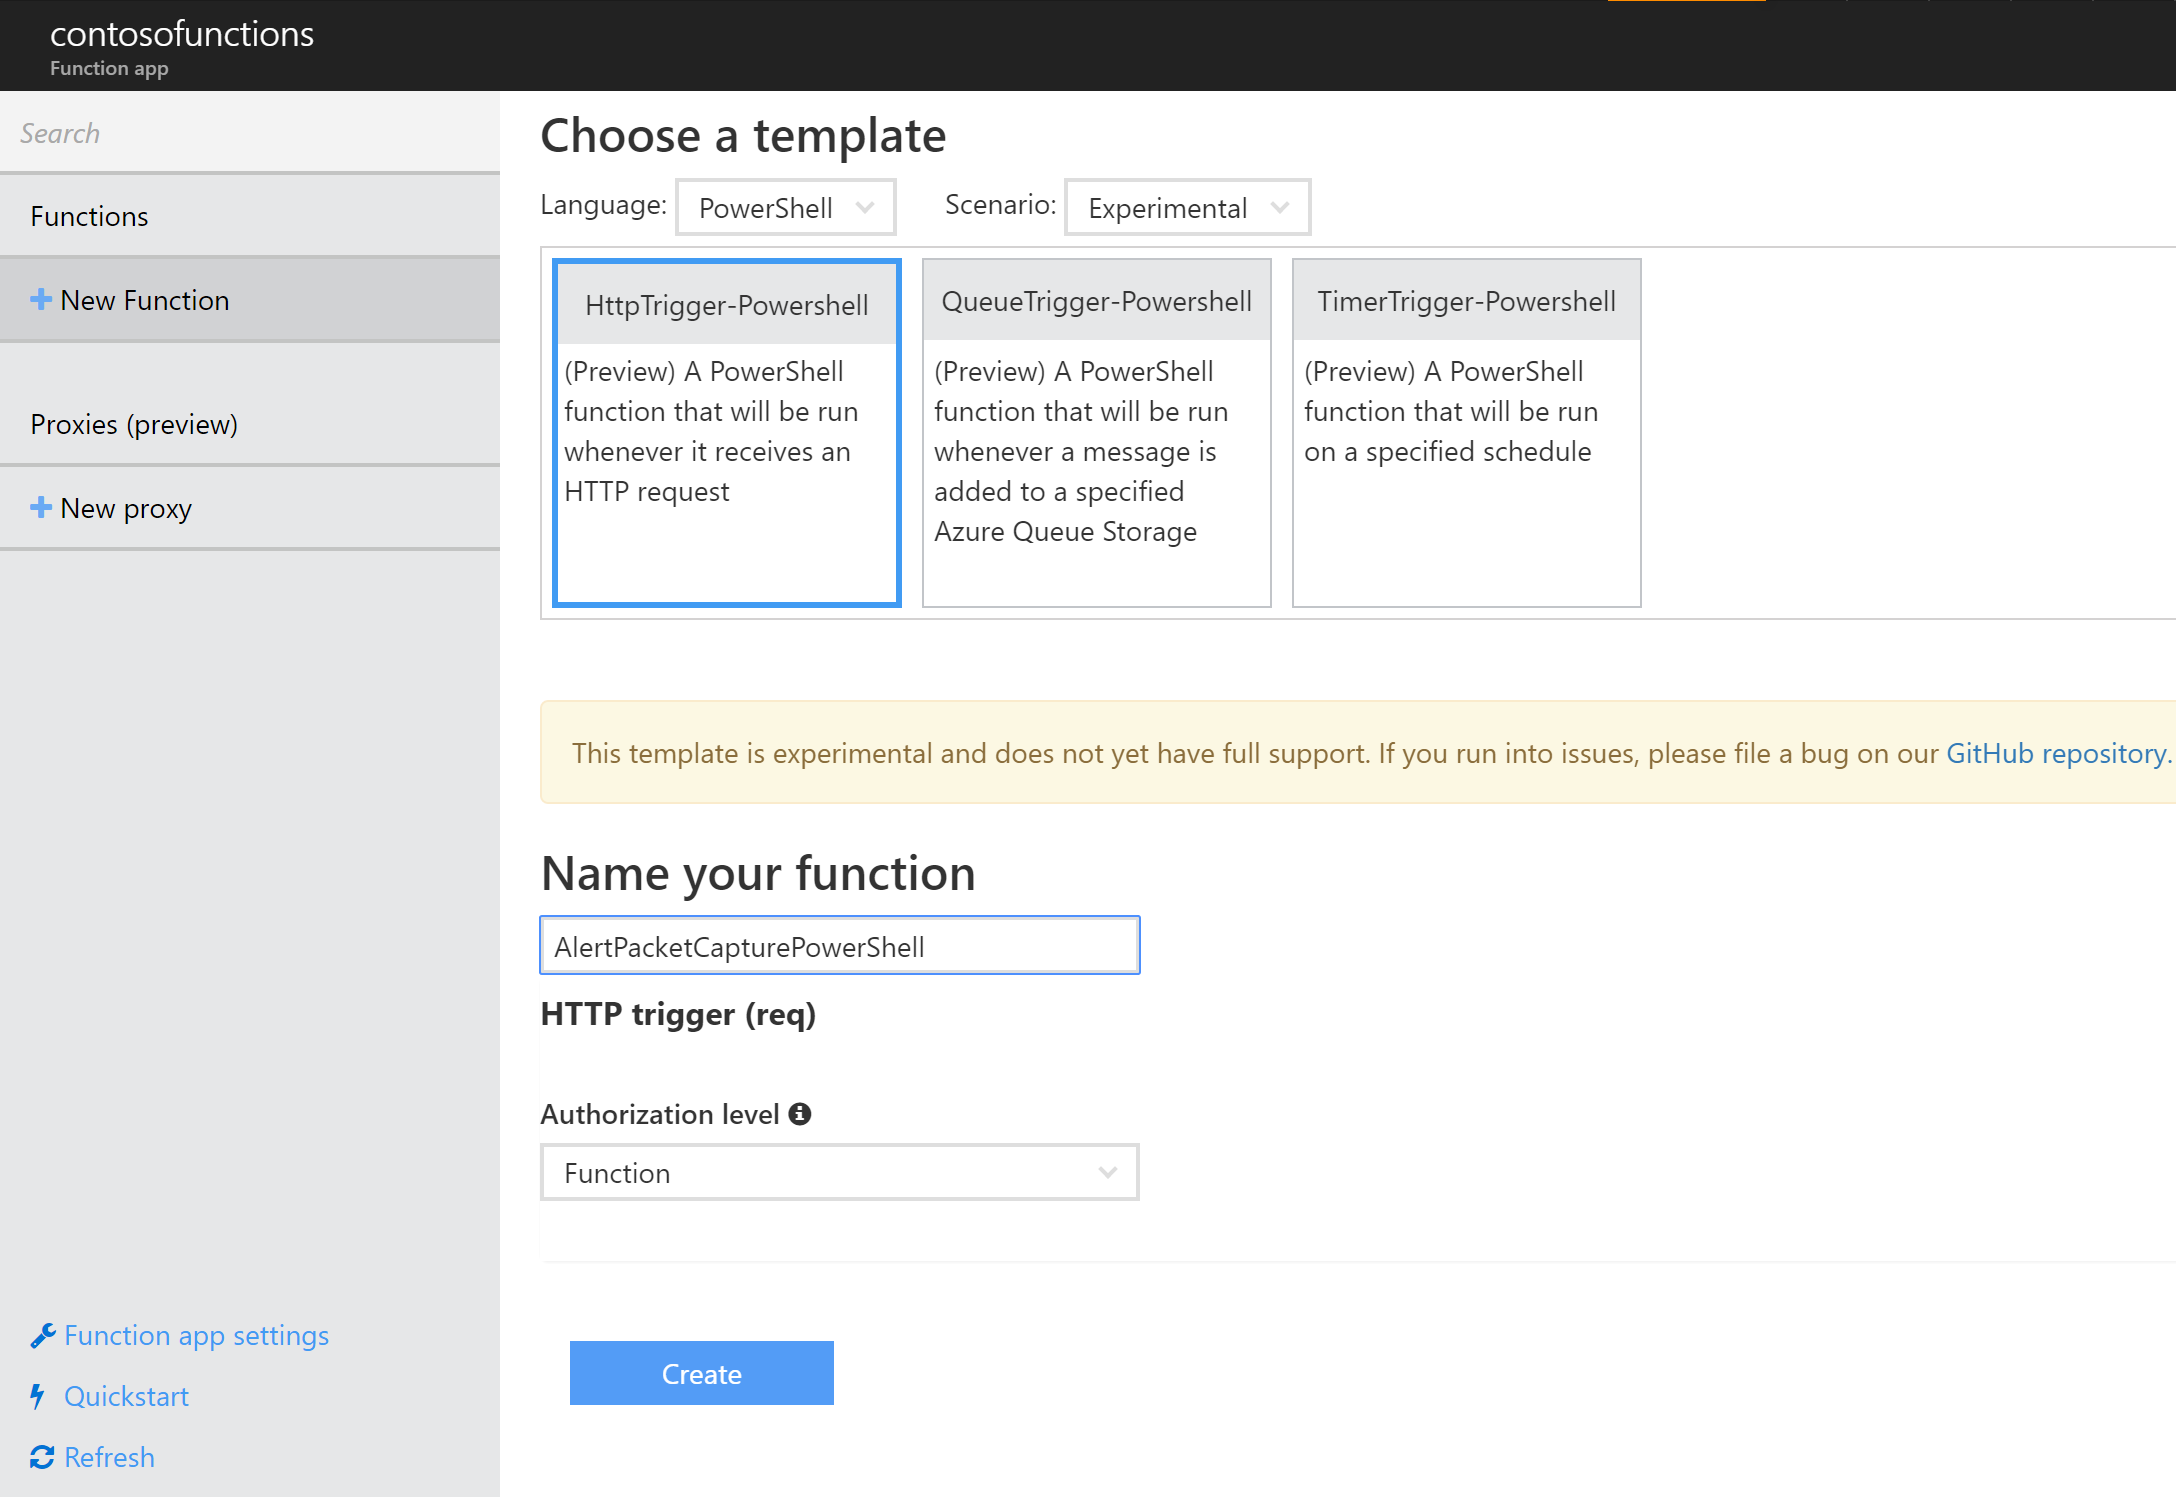 contosofunctions
Function app
Search
Functions
New Function
Proxies (preview)
New proxy
Function app settings
Quickstart
Refresh
Choose a template
Language: PowerShell Scenario: Experimental
HttpTrigger-Powershell
(Preview) A PowerShell
function that will be run
whenever it receives an
HTTP request
QueueTrigger-Powershell
(Preview) A PowerShell
function that will be run
whenever a message is
added to a specified
Azure Queue Storage
TimerTrigger-Powershell
(Preview) A PowerShell
function that will be run
on a specified schedule
This template is experimental and does not yet have full support. If you run into issues, please file a bug on our GitHub repository.
Name your function
AlertPacketCapturePowerShell
HTTP trigger (req)
Authorization level
Function
Create